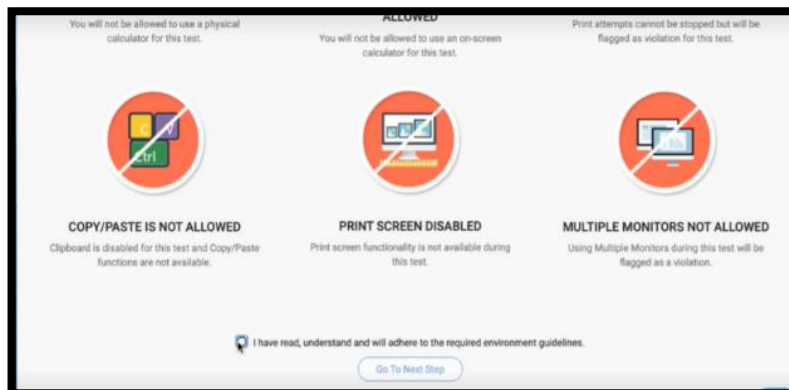 You will not be allowed to use a physical
calculator for this test.
ALLOWED
You will not be allowed to use an on-screen
calculator for this test.
Print attempts cannot be stopped but will be
flagged as violation for this test.
C V
Ctrl
COPY/PASTE IS NOT ALLOWED
Clipboard is disabled for this test and Copy/Paste
functions are not available.
PRINT SCREEN DISABLED
Print screen functionality is not available during
this test.
MULTIPLE MONITORS NOT ALLOWED
Using Multiple Monitors during this test will be
flagged as a violation.
I have read, understand and will adhere to the required environment guidelines.
Go To Next Step